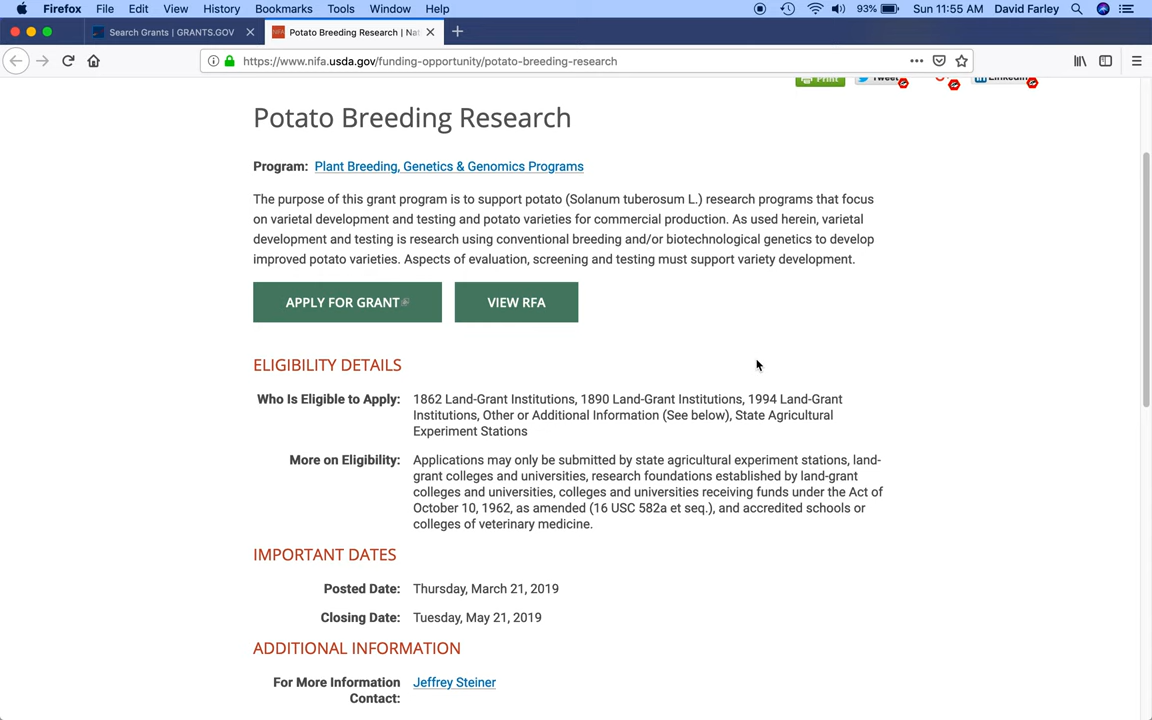 Firefox File Edit View History Bookmarks Tools Window Help 93% Sun 11:55 AM David Farley
Search Grants | GRANTS.GOV Potato Breeding Research | Nat
https://www.nifa.usda.gov/funding-opportunity/potato-breeding-research
Print Tweet LinkedIn
Potato Breeding Research
Program: Plant Breeding, Genetics & Genomics Programs
The purpose of this grant program is to support potato (Solanum tuberosum L.) research programs that focus
on varietal development and testing and potato varieties for commercial production. As used herein, varietal
development and testing is research using conventional breeding and/or biotechnological genetics to develop
improved potato varieties. Aspects of evaluation, screening and testing must support variety development.
APPLY FOR GRANT VIEW RFA
ELIGIBILITY DETAILS
Who Is Eligible to Apply: 1862 Land-Grant Institutions, 1890 Land-Grant Institutions, 1994 Land-Grant
Institutions, Other or Additional Information (See below), State Agricultural
Experiment Stations
More on Eligibility: Applications may only be submitted by state agricultural experiment stations, land-
grant colleges and universities, research foundations established by land-grant
colleges and universities, colleges and universities receiving funds under the Act of
October 10, 1962, as amended (16 USC 582a et seq.), and accredited schools or
colleges of veterinary medicine.
IMPORTANT DATES
Posted Date: Thursday, March 21, 2019
Closing Date: Tuesday, May 21, 2019
ADDITIONAL INFORMATION
For More Information Jeffrey Steiner
Contact: